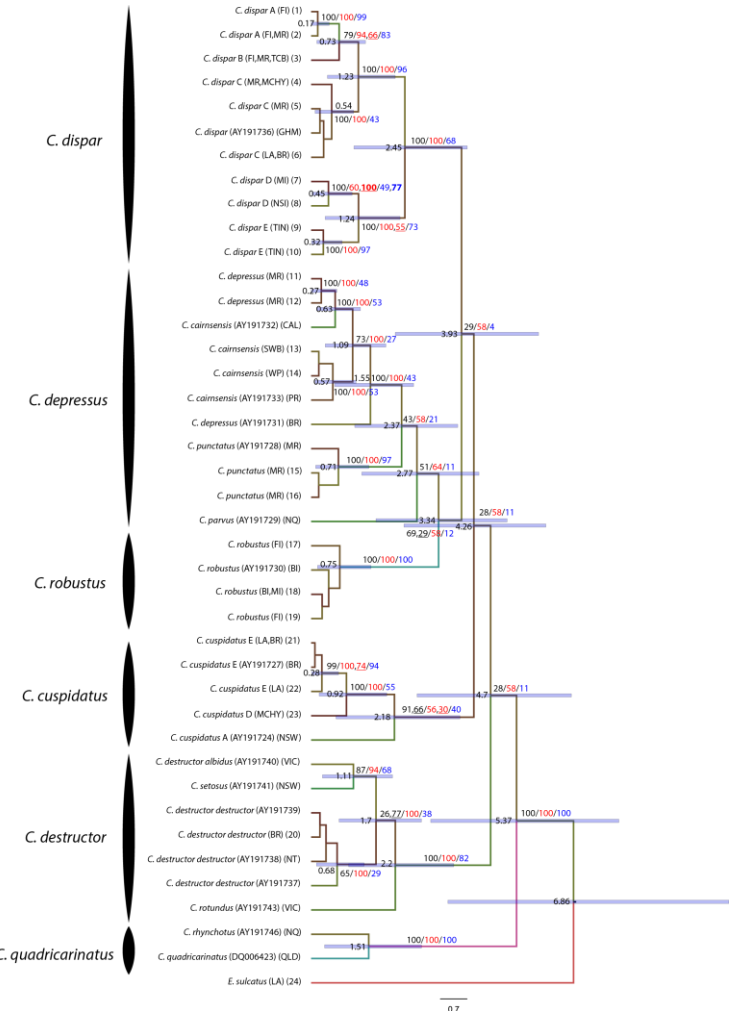 C. dispar A (FI) (1)
100/100/99
0.17
C. dispar A (FI,MR) (2)
79/94,66/83
0.73
C. dispar B (FI,MR,TCB) (3)
100/100/96
1.23
C. dispar C (MR,MCHY) (4)
C. dispar C (MR) (5)
0.54
100/100/43
C. dispar (AY191736) (GHM)
C. dispar
100/100/68
2.45
C. dispar C (LA,BR) (6)
C. dispar D (MI) (7)
100/60,100/49,77
0.45
C. dispar D (NSI) (8)
1.24
100/100,55/73
C. dispar E (TIN) (9)
0.32
100/100/97
C. dispar E (TIN) (10)
C. depressus (MR) (11)
100/100/48
0.27
C. depressus (MR) (12)
100/100/53
0.63
C. cairnsensis (AY191732) (CAL)
29/58/4
3.93
73/100/27
1.09
C. cairnsensis (SWB) (13)
C. cairnsensis (WP) (14)
0.57
1.55
100/100/43
100/100/53
C. cairnsensis (AY191733) (PR)
C. depressus
C. depressus (AY191731) (BR)
43/58/21
2.37
C. punctatus (AY191728) (MR)
100/100/97
0.71
51/64/11
2.77
C. punctatus (MR) (15)
C. punctatus (MR) (16)
28/58/11
C. parvus (AY191729) (NQ)
3.34
4.26
69,29/58/12
C. robustus (FI) (17)
100/100/100
0.75
C. robustus (AY191730) (BI)
C. robustus
C. robustus (BI,MI) (18)
C. robustus (FI) (19)
C. cuspidatus E (LA,BR) (21)
C. cuspidatus E (AY191727) (BR)
99/100,74/94
0.28
C. cuspidatus E (LA) (22)
100/100/55
0.92
28/58/11
4.7
C. cuspidatus
C. cuspidatus D (MCHY) (23)
91,66/56,30/40
2.18
C. cuspidatus A (AY191724) (NSW)
C. destructor albidus (AY191740) (VIC)
87/94/68
1.11
C. setosus (AY191741) (NSW)
C. destructor destructor (AY191739)
26,77/100/38
1.7
100/100/100
5.37
C. destructor destructor (BR) (20)
C. destructor
C. destructor destructor (AY191738) (NT)
100/100/82
2.2
0.68
65/100/29
C. destructor destructor (AY191737)
6.86
C. rotundus (AY191743) (VIC)
C. rhynchotus (AY191746) (NQ)
100/100/100
1.51
C. quadricarinatus
C. quadricarinatus (DQ006423) (QLD)
E. sulcatus (LA) (24)
0.7